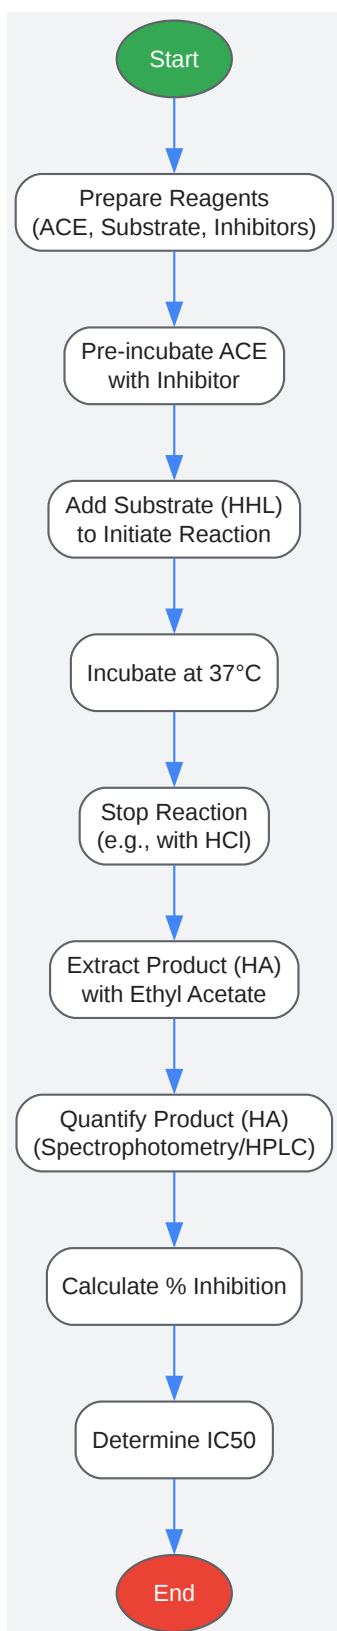 Start
Prepare Reagents
(ACE, Substrate, Inhibitors)
Pre-incubate ACE
with Inhibitor
Add Substrate (HHL)
to Initiate Reaction
Incubate at 37°C
Stop Reaction
(e.g., with HCl)
Extract Product (HA)
with Ethyl Acetate
Quantify Product (HA)
(Spectrophotometry/HPLC)
Calculate % Inhibition
Determine IC50
End